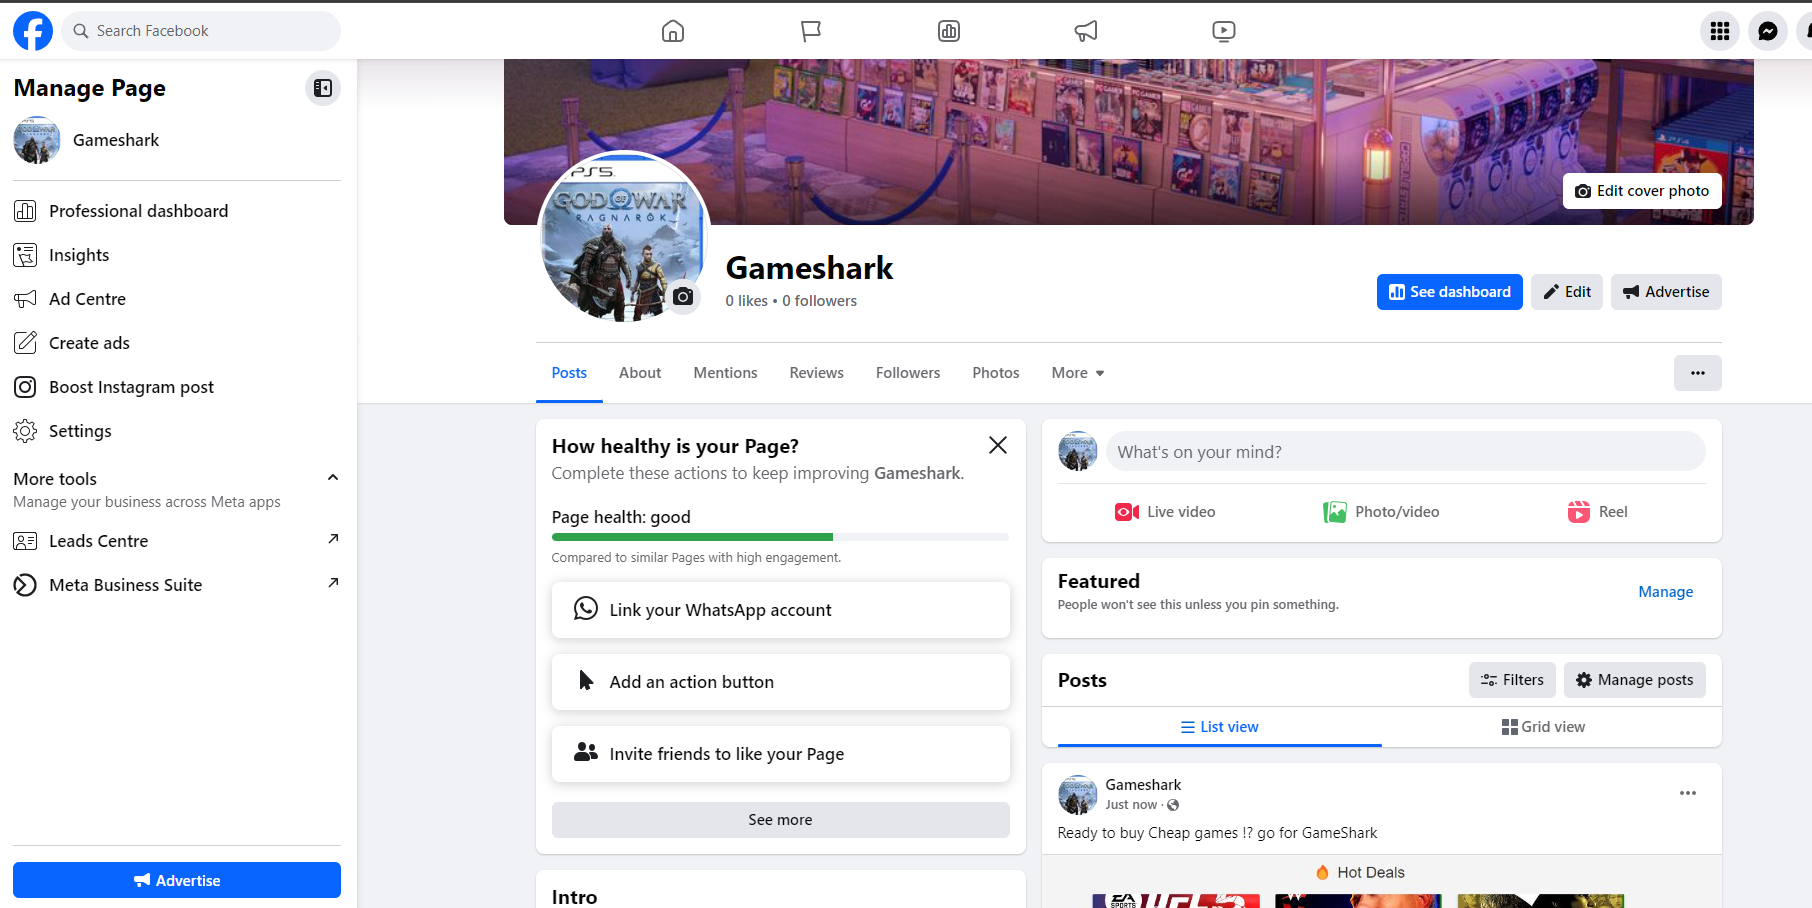 Search Facebook
Manage Page
Gameshark
Professional dashboard
Insights
Ad Centre
Create ads
Boost Instagram post
Settings
More tools
Manage your business across Meta apps
Leads Centre
Meta Business Suite
Advertise
PS5
GOD OF WAR
RAGNARÖK
Edit cover photo
Gameshark
0 likes • 0 followers
See dashboard
Edit
Advertise
Posts
About
Mentions
Reviews
Followers
Photos
More
How healthy is your Page?
Complete these actions to keep improving Gameshark.
Page health: good
Compared to similar Pages with high engagement.
Link your WhatsApp account
Add an action button
Invite friends to like your Page
See more
Intro
What's on your mind?
Live video
Photo/video
Reel
Featured
People won't see this unless you pin something.
Manage
Posts
Filters
Manage posts
List view
Grid view
Gameshark
Just now ·
Ready to buy Cheap games !? go for GameShark
Hot Deals
EA
SPORTS